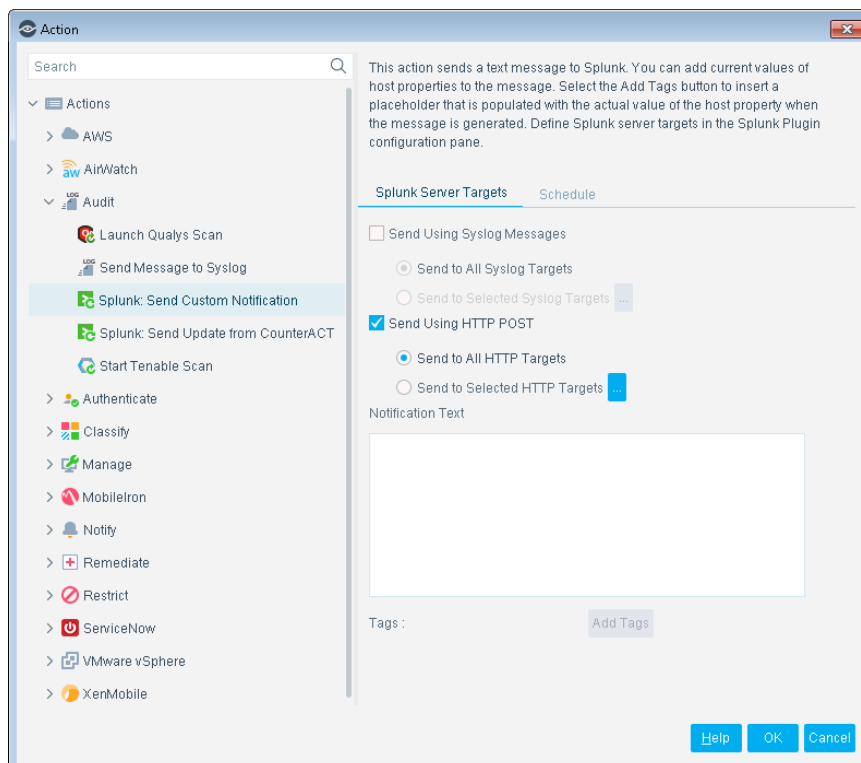 Action
Search
Actions
AWS
aw AirWatch
LOG Audit
Launch Qualys Scan
LOG Send Message to Syslog
Splunk: Send Custom Notification
Splunk: Send Update from CounterACT
Start Tenable Scan
Authenticate
Classify
Manage
MobileIron
Notify
Remediate
Restrict
ServiceNow
VMware vSphere
XenMobile
This action sends a text message to Splunk. You can add current values of
host properties to the message. Select the Add Tags button to insert a
placeholder that is populated with the actual value of the host property when
the message is generated. Define Splunk server targets in the Splunk Plugin
configuration pane.
Splunk Server Targets Schedule
Send Using Syslog Messages
Send to All Syslog Targets
Send to Selected Syslog Targets ...
Send Using HTTP POST
Send to All HTTP Targets
Send to Selected HTTP Targets ...
Notification Text
Tags : Add Tags
Help OK Cancel